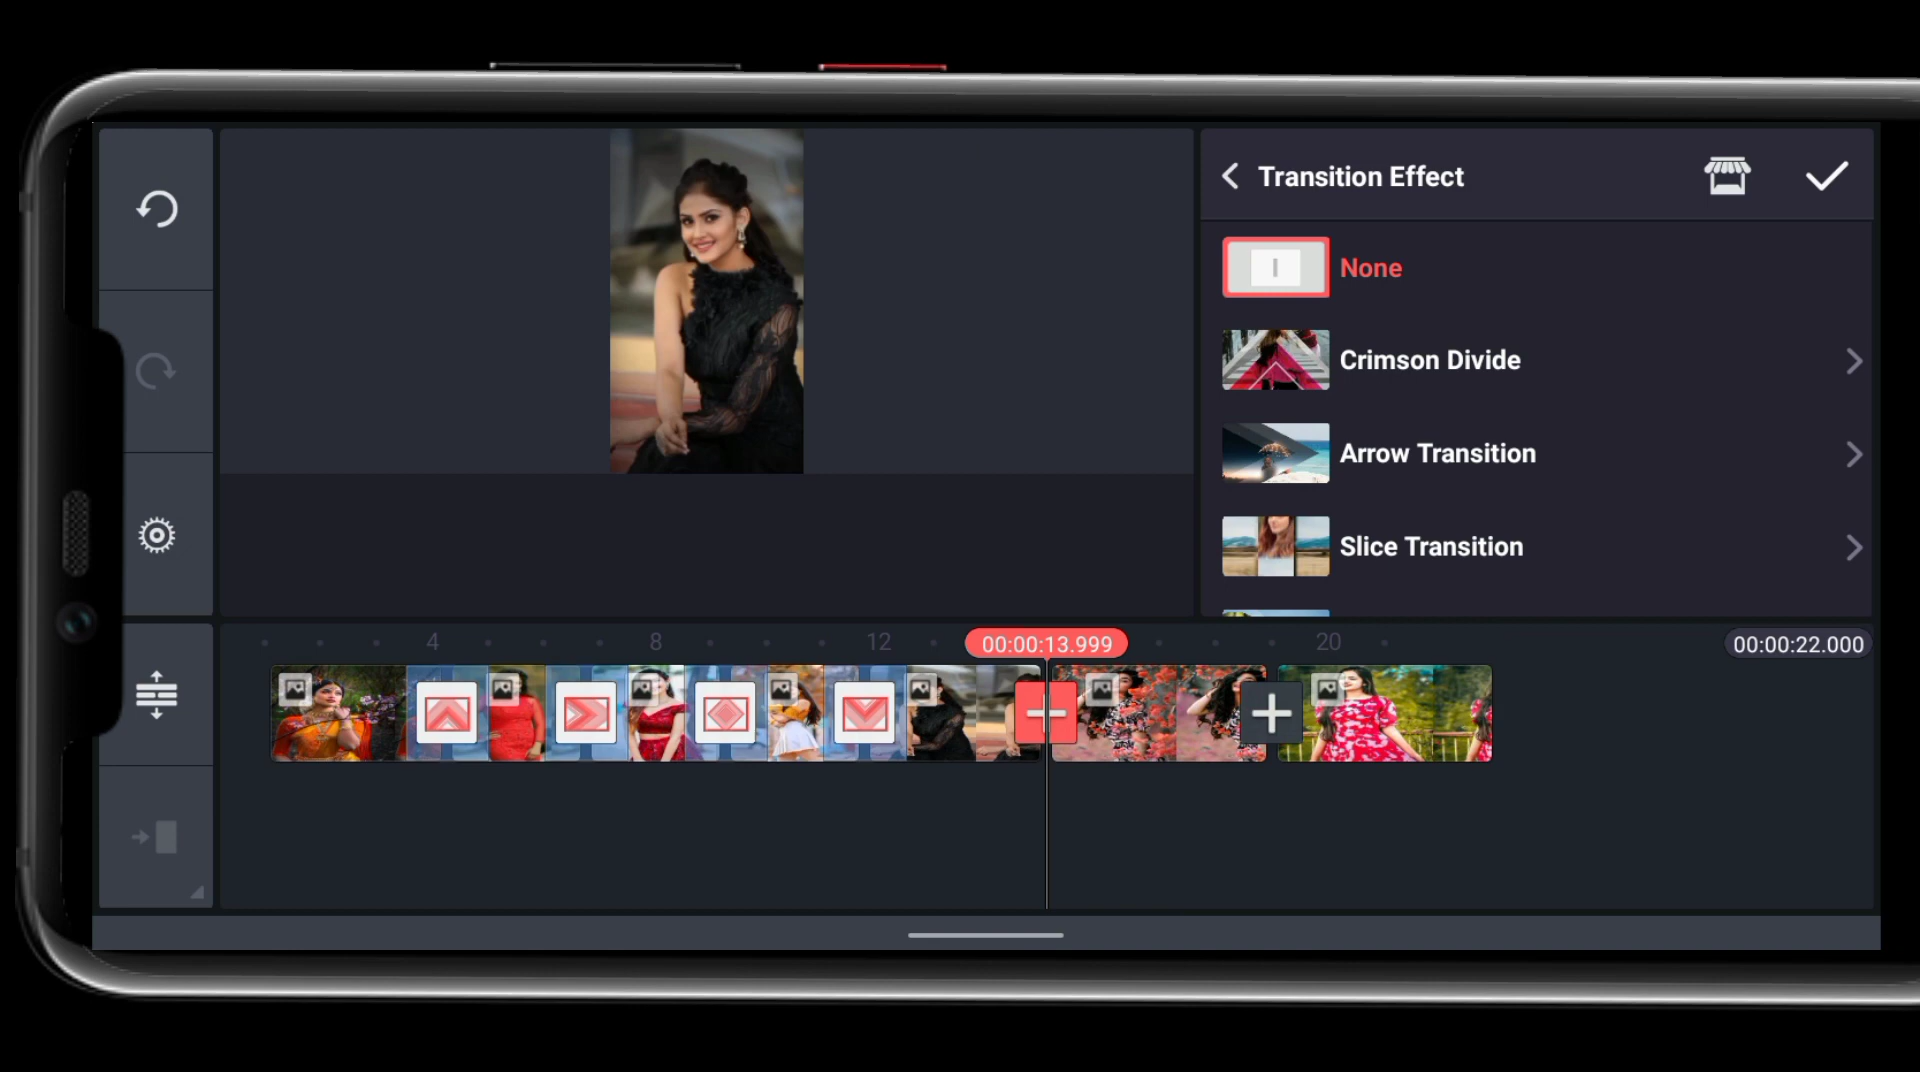 Transition Effect
None
Crimson Divide
Arrow Transition
Slice Transition
4
8
12
00:00:13.999
20
00:00:22.000